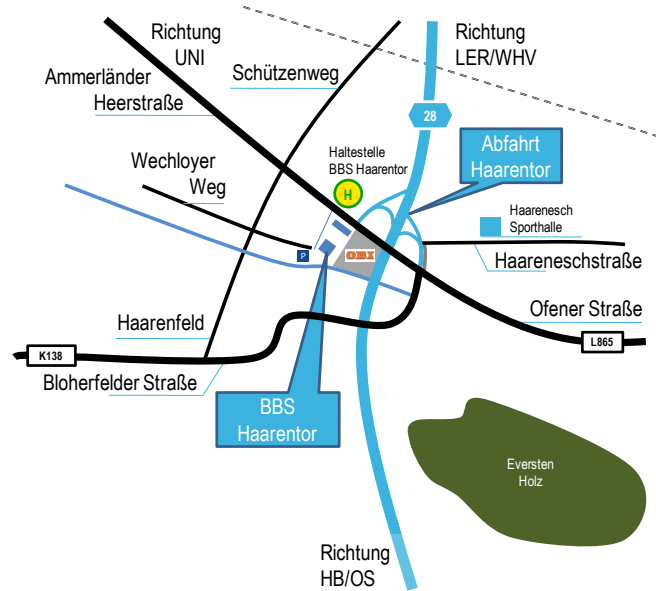 Richtung
UNI
Richtung
LER/WHV
Ammerländer
Heerstraße
Schützenweg
28
Abfahrt
Haarentor
Haltestelle
BBS Haarentor
Wechloyer
Weg
H
Haarenesch
Sporthalle
P
OBI
Haareneschstraße
Haarenfeld
Ofener Straße
K138
L865
Bloherfelder Straße
BBS
Haarentor
Eversten
Holz
Richtung
HB/OS